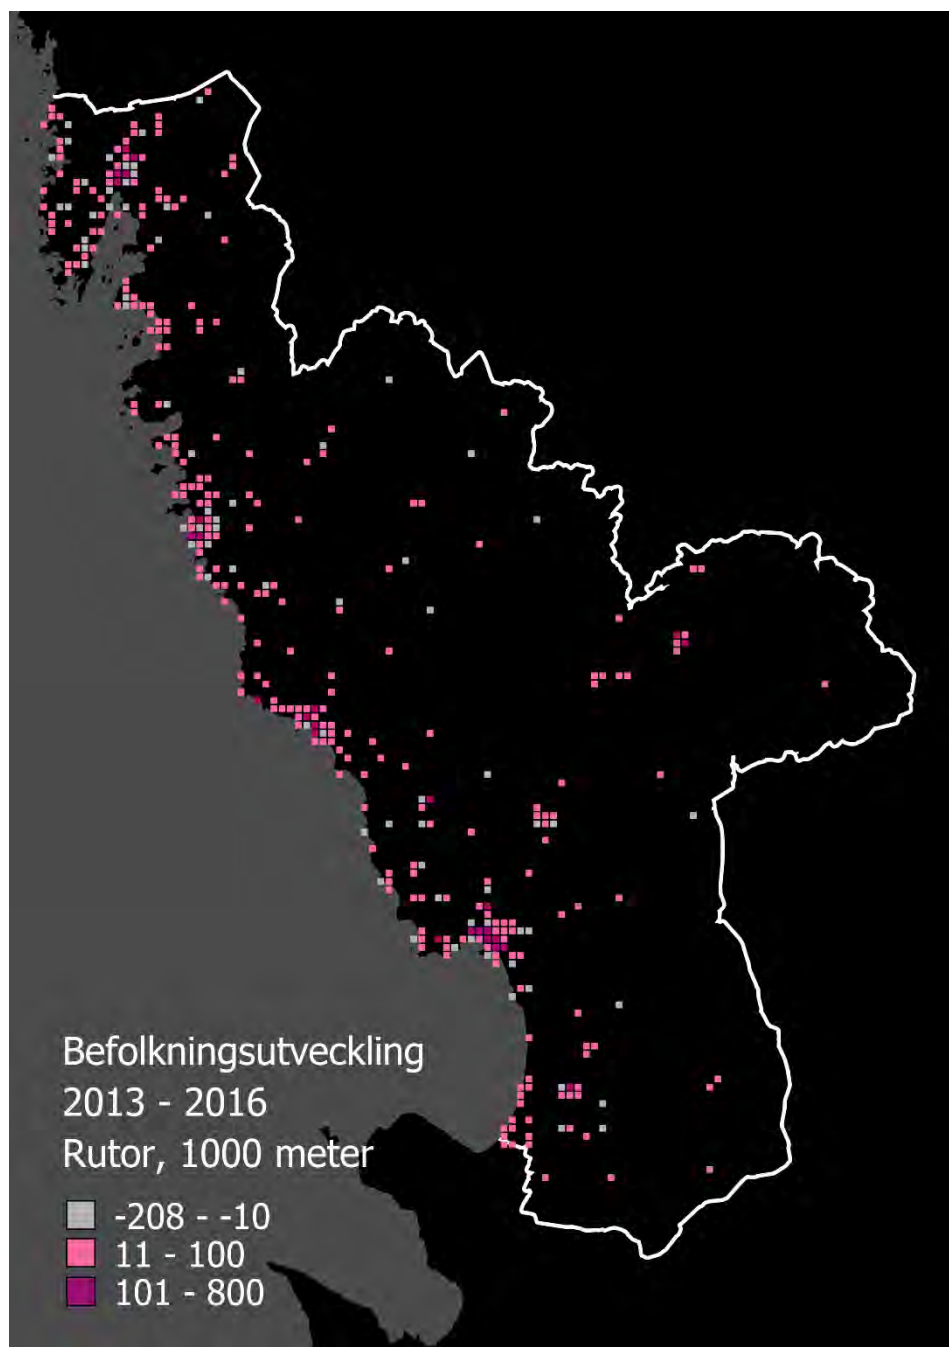 Befolkningsutveckling
2013 - 2016
Rutor, 1000 meter
-208 - -10
11 - 100
101 - 800